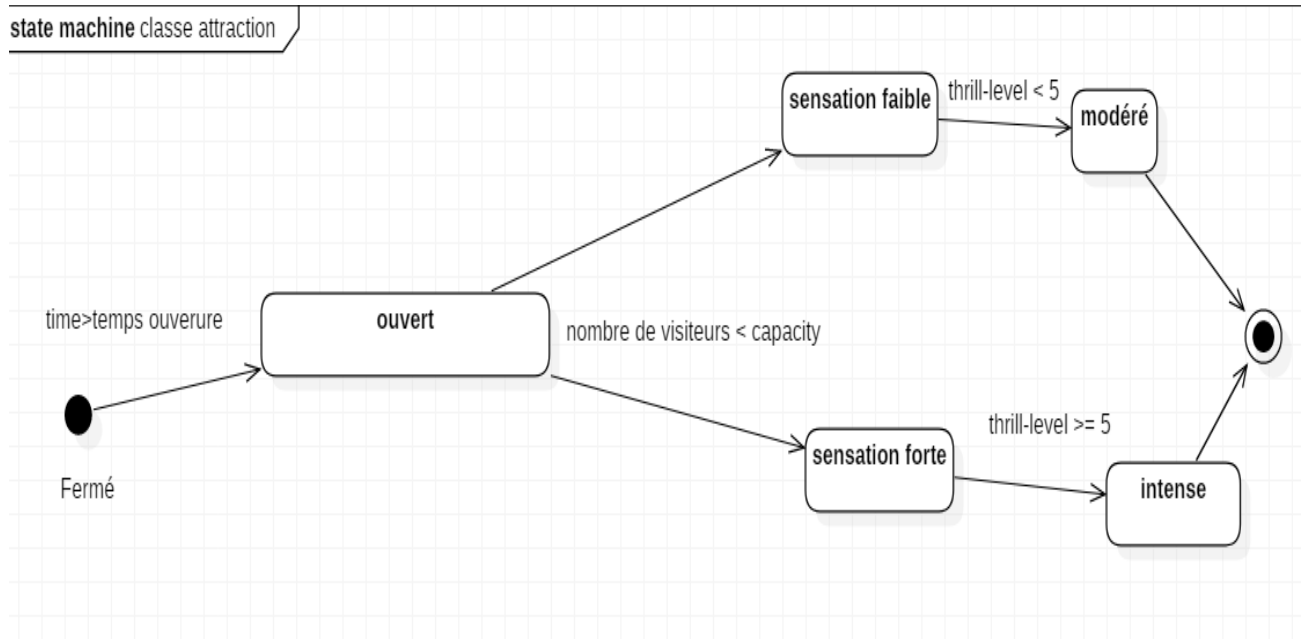 state machine classe attraction
sensation faible
thrill-level < 5
modéré
time>temps ouverure
ouvert
nombre de visiteurs < capacity
thrill-level >= 5
sensation forte
Fermé
intense